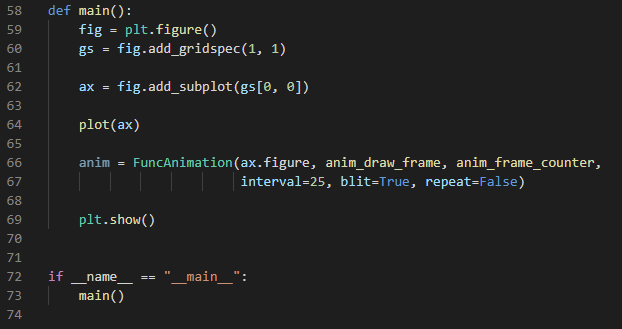 58 def main():
59     fig = plt.figure()
60     gs = fig.add_gridspec(1, 1)
61
62     ax = fig.add_subplot(gs[0, 0])
63
64     plot(ax)
65
66     anim = FuncAnimation(ax.figure, anim_draw_frame, anim_frame_counter,
67                          interval=25, blit=True, repeat=False)
68
69     plt.show()
70
71
72 if __name__ == "__main__":
73     main()
74